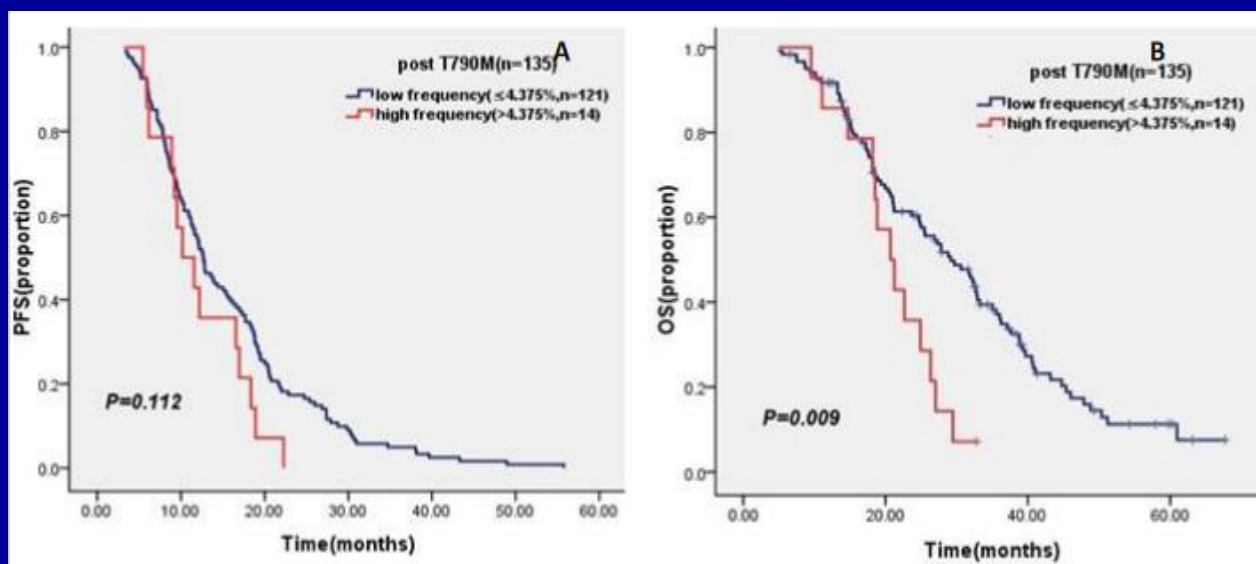 A
post T790M(n=135)
low frequency( ≤4.375%,n=121)
high frequency(>4.375%,n=14)
1.0
0.8
0.6
0.4
0.2
0.0
PFS(proportion)
P=0.112
0.00 10.00 20.00 30.00 40.00 50.00 60.00
Time(months)
B
post T790M(n=135)
low frequency( ≤4.375%,n=121)
high frequency(>4.375%,n=14)
1.0
0.8
0.6
0.4
0.2
0.0
OS(proportion)
P=0.009
0.00 20.00 40.00 60.00
Time(months)